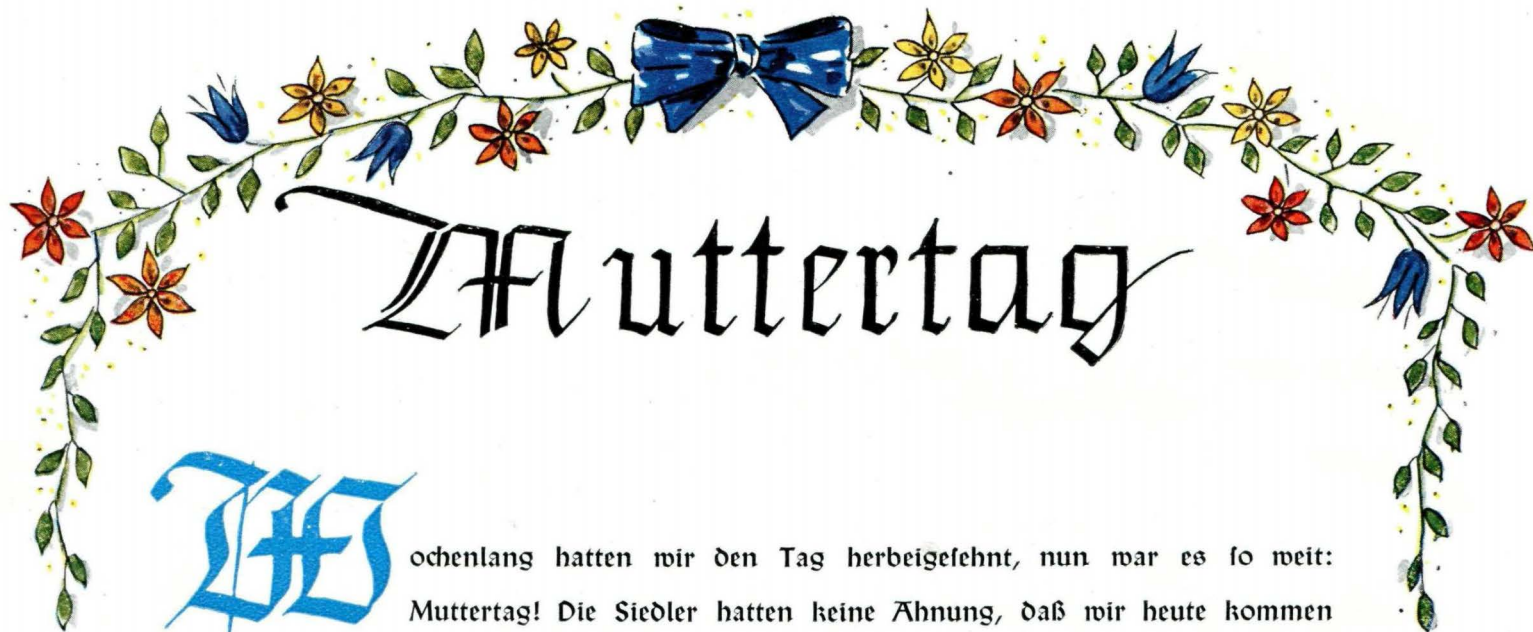 Muttertag
Wochenlang hatten wir den Tag herbeigesehnt, nun war es so weit:
Muttertag! Die Siedler hatten keine Ahnung, daß wir heute kommen